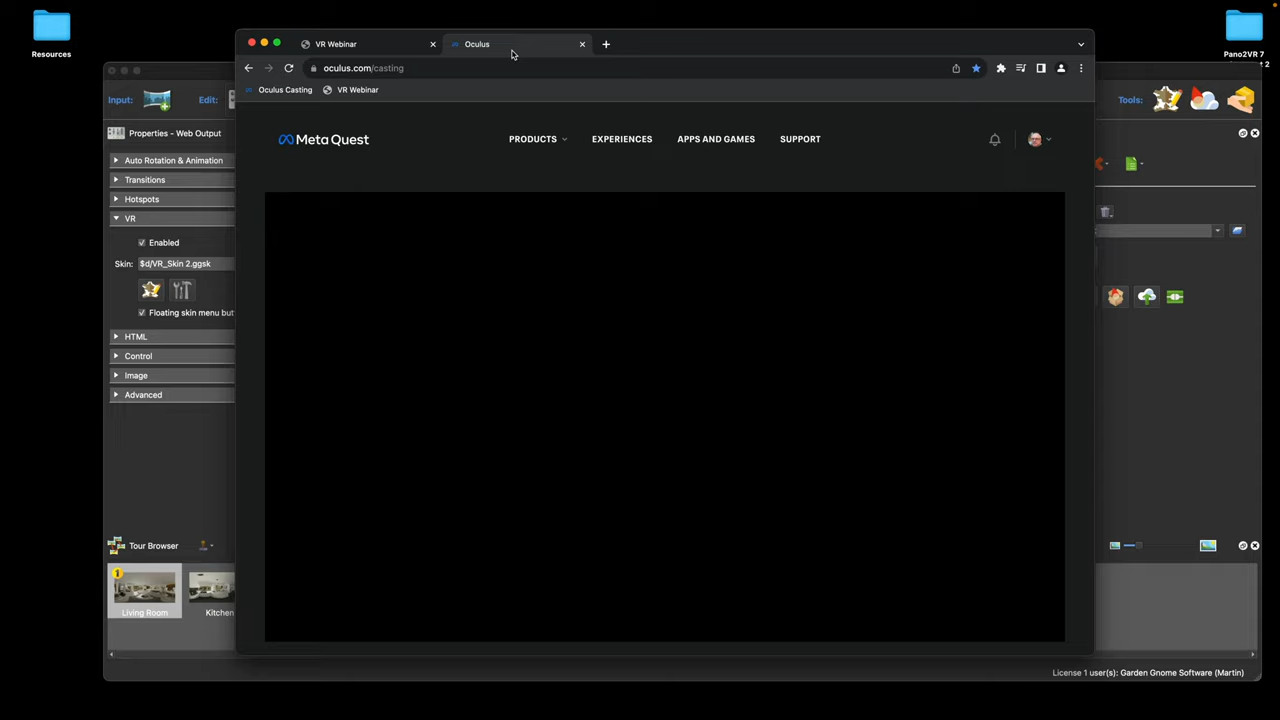 Resources
Pano2VR 7
2
VR Webinar
Oculus
oculus.com/casting
Oculus Casting
VR Webinar
Input:
Edit:
Tools:
Properties - Web Output
Meta Quest
PRODUCTS
EXPERIENCES
APPS AND GAMES
SUPPORT
Auto Rotation & Animation
Transitions
Hotspots
VR
Enabled
Skin:
$d/VR_Skin 2.ggsk
Floating skin menu but
HTML
Control
Image
Advanced
Tour Browser
1
Living Room
Kitchen
License 1 user(s): Garden Gnome Software (Martin)